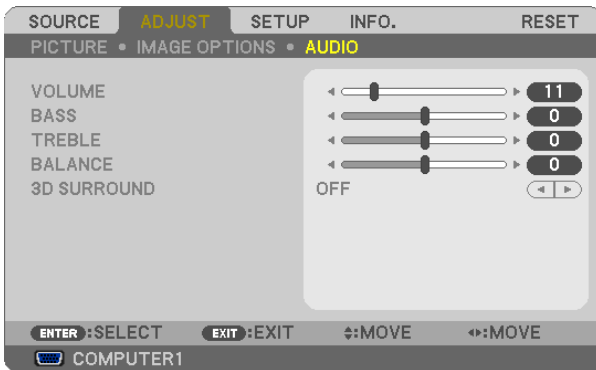 SOURCE ADJUST SETUP INFO. RESET
PICTURE • IMAGE OPTIONS • AUDIO
VOLUME 11
BASS 0
TREBLE 0
BALANCE 0
3D SURROUND OFF
ENTER :SELECT EXIT :EXIT :MOVE :MOVE
COMPUTER1